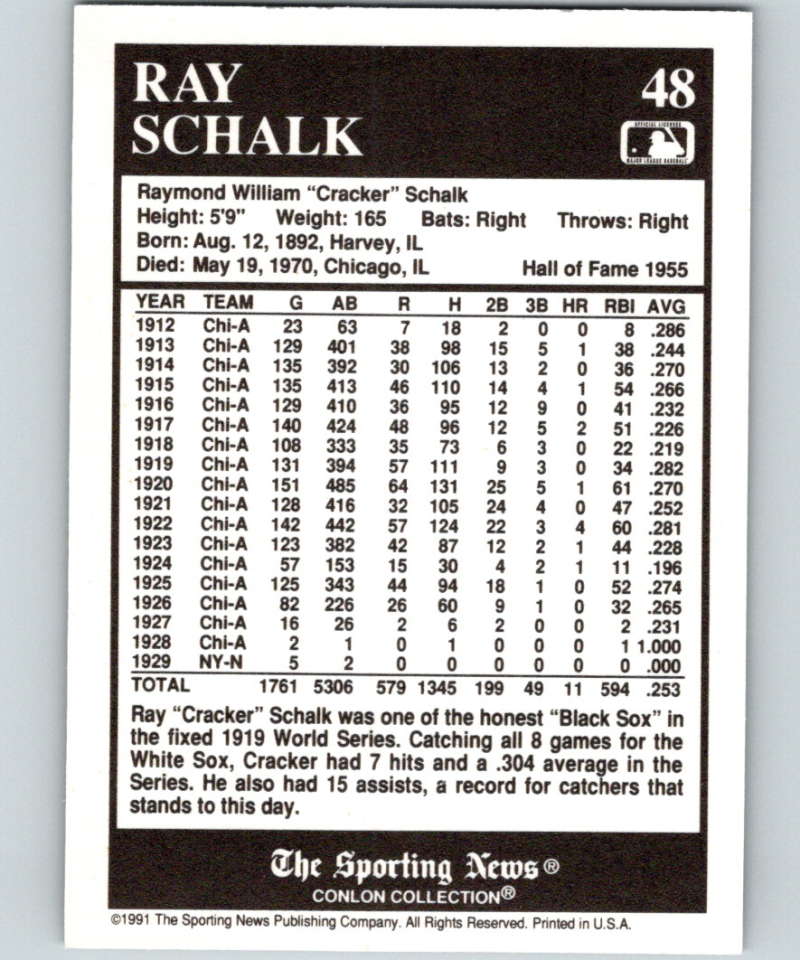 RAY
SCHALK
48
OFFICIAL LICENSEE
MAJOR LEAGUE BASEBALL
Raymond William “Cracker” Schalk
Height: 5'9" Weight: 165 Bats: Right Throws: Right
Born: Aug. 12, 1892, Harvey, IL
Died: May 19, 1970, Chicago, IL Hall of Fame 1955
YEAR TEAM G AB R H 2B 3B HR RBI AVG
1912 Chi-A 23 63 7 18 2 0 0 8 .286
1913 Chi-A 129 401 38 98 15 5 1 38 .244
1914 Chi-A 135 392 30 106 13 2 0 36 .270
1915 Chi-A 135 413 46 110 14 4 1 54 .266
1916 Chi-A 129 410 36 95 12 9 0 41 .232
1917 Chi-A 140 424 48 96 12 5 2 51 .226
1918 Chi-A 108 333 35 73 6 3 0 22 .219
1919 Chi-A 131 394 57 111 9 3 0 34 .282
1920 Chi-A 151 485 64 131 25 5 1 61 .270
1921 Chi-A 128 416 32 105 24 4 0 47 .252
1922 Chi-A 142 442 57 124 22 3 4 60 .281
1923 Chi-A 123 382 42 87 12 2 1 44 .228
1924 Chi-A 57 153 15 30 4 2 1 11 .196
1925 Chi-A 125 343 44 94 18 1 0 52 .274
1926 Chi-A 82 226 26 60 9 1 0 32 .265
1927 Chi-A 16 26 2 6 2 0 0 2 .231
1928 Chi-A 2 1 0 1 0 0 0 1 1.000
1929 NY-N 5 2 0 0 0 0 0 0 .000
TOTAL 1761 5306 579 1345 199 49 11 594 .253
Ray “Cracker” Schalk was one of the honest “Black Sox” in
the fixed 1919 World Series. Catching all 8 games for the
White Sox, Cracker had 7 hits and a .304 average in the
Series. He also had 15 assists, a record for catchers that
stands to this day.
The Sporting News®
CONLON COLLECTION®
©1991 The Sporting News Publishing Company. All Rights Reserved. Printed in U.S.A.